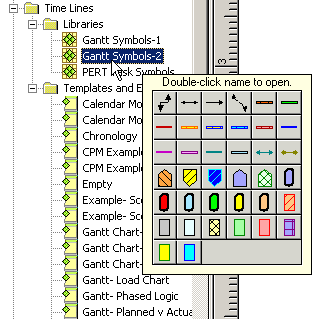 Time Lines
Libraries
Gantt Symbols-1
Gantt Symbols-2
PERT Task Symbols
Double-click name to open.
Templates and E
Calendar Mo
Calendar Mo
Chronology
CPM Example
CPM Example
Empty
Example- Sc
Example- Sc
Gantt Chart-
Gantt Chart-
Gantt Chart-
Gantt- Load Chart
Gantt- Phased Logic
Gantt- Planned v Actua
3